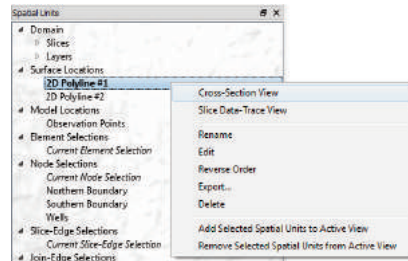 Spatial Units
Domain
Slices
Layers
Surface Locations
2D Polyline #1
2D Polyline #2
Model Locations
Observation Points
Element Selections
Current Element Selection
Node Selections
Current Node Selection
Northern Boundary
Southern Boundary
Wells
Slice-Edge Selections
Current Slice-Edge Selection
Join-Edge Selections
Cross-Section View
Slice Date-Trace View
Rename
Edit
Reverse Order
Export...
Delete
Add Selected Spatial Units to Active View
Remove Selected Spatial Units from Active View